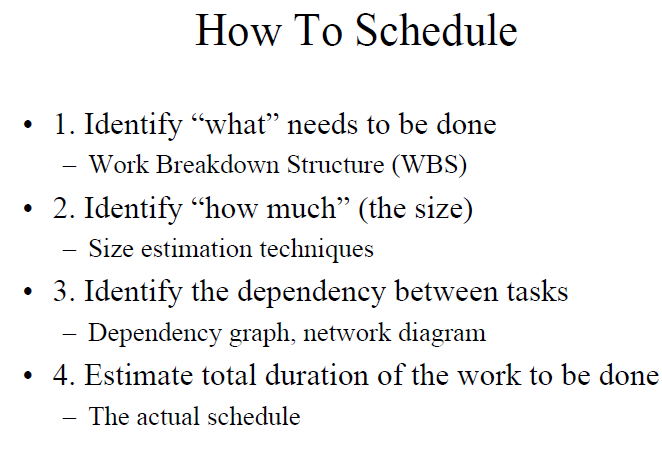 How To Schedule
• 1. Identify “what” needs to be done
– Work Breakdown Structure (WBS)
• 2. Identify “how much” (the size)
– Size estimation techniques
• 3. Identify the dependency between tasks
– Dependency graph, network diagram
• 4. Estimate total duration of the work to be done
– The actual schedule